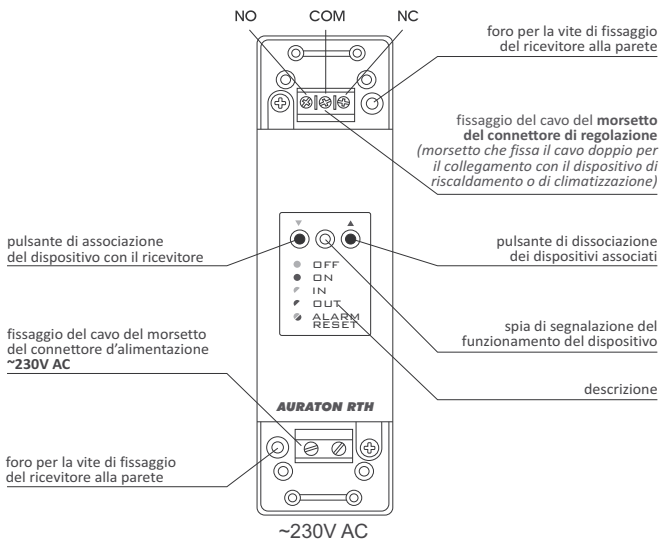 NO COM NC
foro per la vite di fissaggio
del ricevitore alla parete
fissaggio del cavo del morsetto
del connettore di regolazione
(morsetto che fissa il cavo doppio per
il collegamento con il dispositivo di
riscaldamento o di climatizzazione)
pulsante di associazione
del dispositivo con il ricevitore
pulsante di dissociazione
dei dispositivi associati
OFF
ON
IN
OUT
ALARM
RESET
fissaggio del cavo del morsetto
del connettore d’alimentazione
~230V AC
spia di segnalazione del
funzionamento del dispositivo
descrizione
AURATON RTH
foro per la vite di fissaggio
del ricevitore alla parete
~230V AC